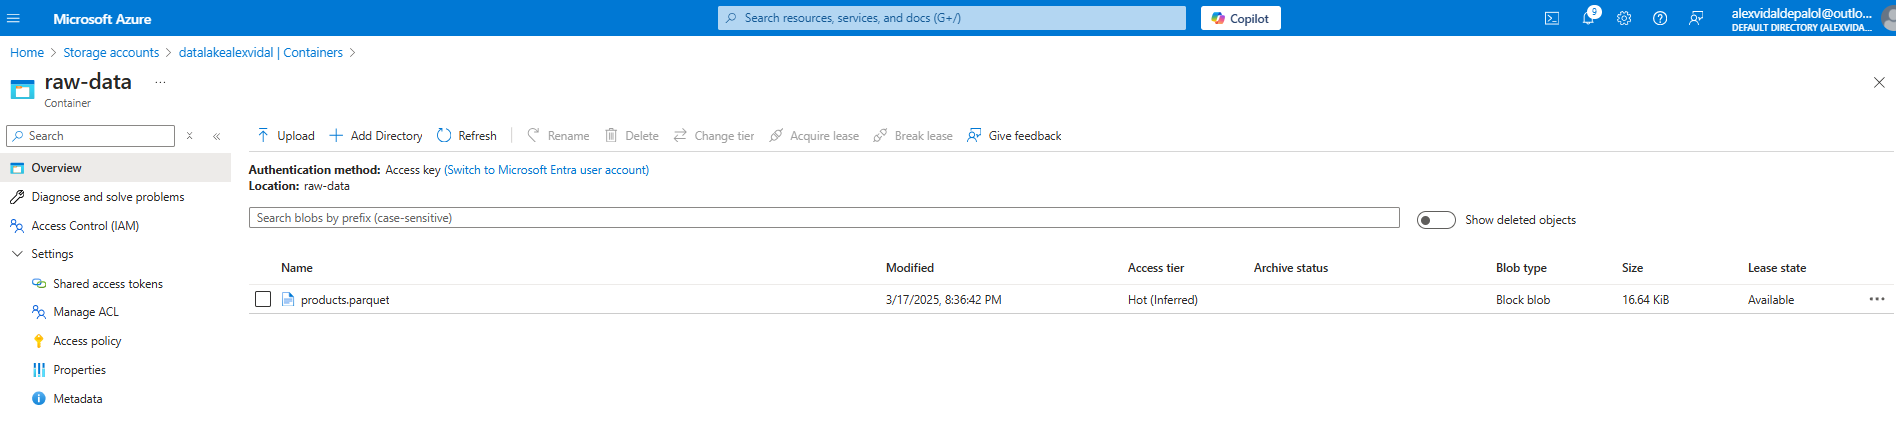 Microsoft Azure
Search resources, services, and docs (G+/)
Copilot
9
alexvidaldepalol@outlo...
DEFAULT DIRECTORY (ALEXVIDA...
Home > Storage accounts > datalakealexvidal | Containers >
raw-data ...
Container
Search
Overview
Diagnose and solve problems
Access Control (IAM)
Settings
Shared access tokens
Manage ACL
Access policy
Properties
Metadata
Upload Add Directory Refresh Rename Delete Change tier Acquire lease Break lease Give feedback
Authentication method: Access key (Switch to Microsoft Entra user account)
Location: raw-data
Search blobs by prefix (case-sensitive)
Show deleted objects
Name Modified Access tier Archive status Blob type Size Lease state
products.parquet 3/17/2025, 8:36:42 PM Hot (Inferred) Block blob 16.64 KiB Available ...